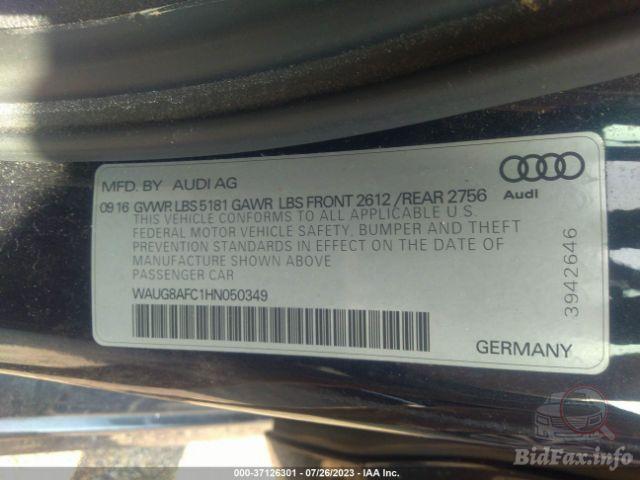 MFD. BY AUDI AG
09 16 GVWR LBS 5181 GAWR LBS FRONT 2612 / REAR 2756
Audi
THIS VEHICLE CONFORMS TO ALL APPLICABLE U S.
FEDERAL MOTOR VEHICLE SAFETY, BUMPER AND THEFT
PREVENTION STANDARDS IN EFFECT ON THE DATE OF
MANUFACTURE SHOWN ABOVE
PASSENGER CAR
WAUG8AFC1HN050349
3942646
GERMANY
BidFax.info
000-37126301 - 07/26/2023 - IAA Inc.